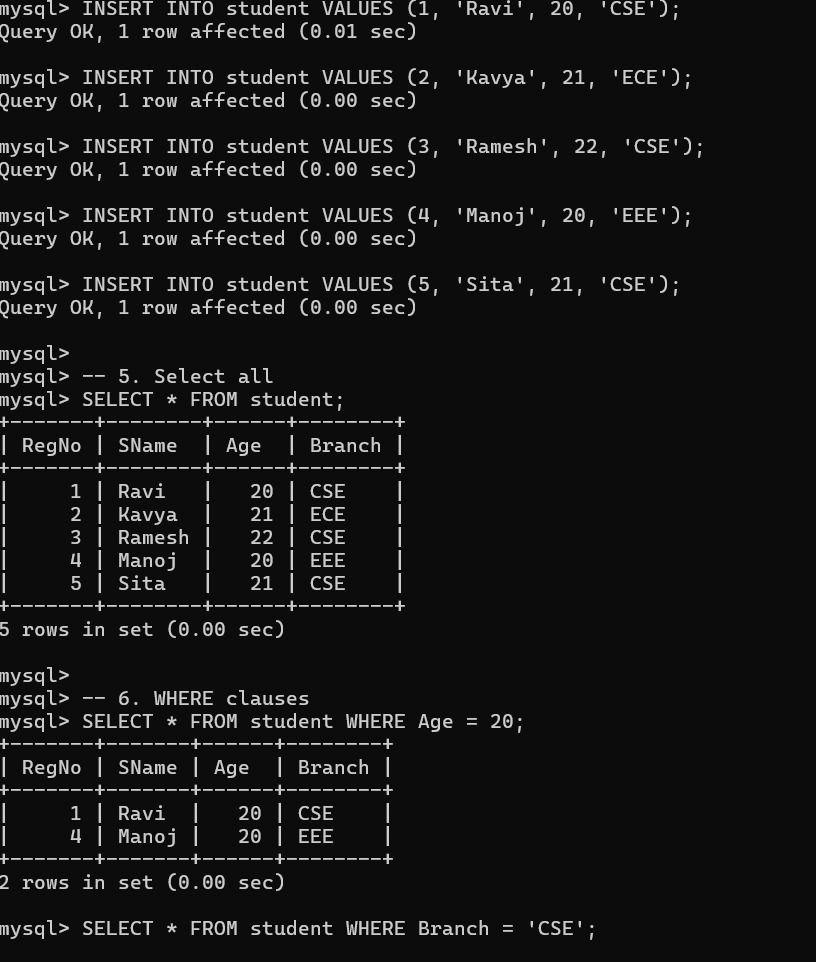 mysql> INSERT INTO student VALUES (1, 'Ravi', 20, 'CSE');
Query OK, 1 row affected (0.01 sec)
mysql> INSERT INTO student VALUES (2, 'Kavya', 21, 'ECE');
Query OK, 1 row affected (0.00 sec)
mysql> INSERT INTO student VALUES (3, 'Ramesh', 22, 'CSE');
Query OK, 1 row affected (0.00 sec)
mysql> INSERT INTO student VALUES (4, 'Manoj', 20, 'EEE');
Query OK, 1 row affected (0.00 sec)
mysql> INSERT INTO student VALUES (5, 'Sita', 21, 'CSE');
Query OK, 1 row affected (0.00 sec)
mysql>
mysql> -- 5. Select all
mysql> SELECT * FROM student;
+-------+--------+------+--------+
| RegNo | SName  | Age  | Branch |
+-------+--------+------+--------+
|     1 | Ravi   |   20 | CSE    |
|     2 | Kavya  |   21 | ECE    |
|     3 | Ramesh |   22 | CSE    |
|     4 | Manoj  |   20 | EEE    |
|     5 | Sita   |   21 | CSE    |
+-------+--------+------+--------+
5 rows in set (0.00 sec)
mysql>
mysql> -- 6. WHERE clauses
mysql> SELECT * FROM student WHERE Age = 20;
+-------+-------+------+--------+
| RegNo | SName | Age  | Branch |
+-------+-------+------+--------+
|     1 | Ravi  |   20 | CSE    |
|     4 | Manoj |   20 | EEE    |
+-------+-------+------+--------+
2 rows in set (0.00 sec)
mysql> SELECT * FROM student WHERE Branch = 'CSE';